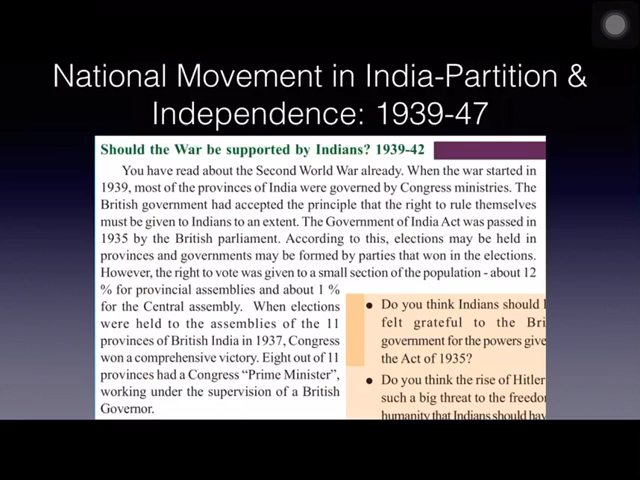 National Movement in India-Partition &
Independence: 1939-47
Should the War be supported by Indians? 1939-42
You have read about the Second World War already. When the war started in
1939, most of the provinces of India were governed by Congress ministries. The
British government had accepted the principle that the right to rule themselves
must be given to Indians to an extent. The Government of India Act was passed in
1935 by the British parliament. According to this, elections may be held in
provinces and governments may be formed by parties that won in the elections.
However, the right to vote was given to a small section of the population - about 12
% for provincial assemblies and about 1 %
for the Central assembly. When elections
were held to the assemblies of the 11
provinces of British India in 1937, Congress
won a comprehensive victory. Eight out of 11
provinces had a Congress “Prime Minister”,
working under the supervision of a British
Governor.
• Do you think Indians should
felt grateful to the Bri
government for the powers give
the Act of 1935?
• Do you think the rise of Hitler
such a big threat to the freedo
humanity that Indians should hav